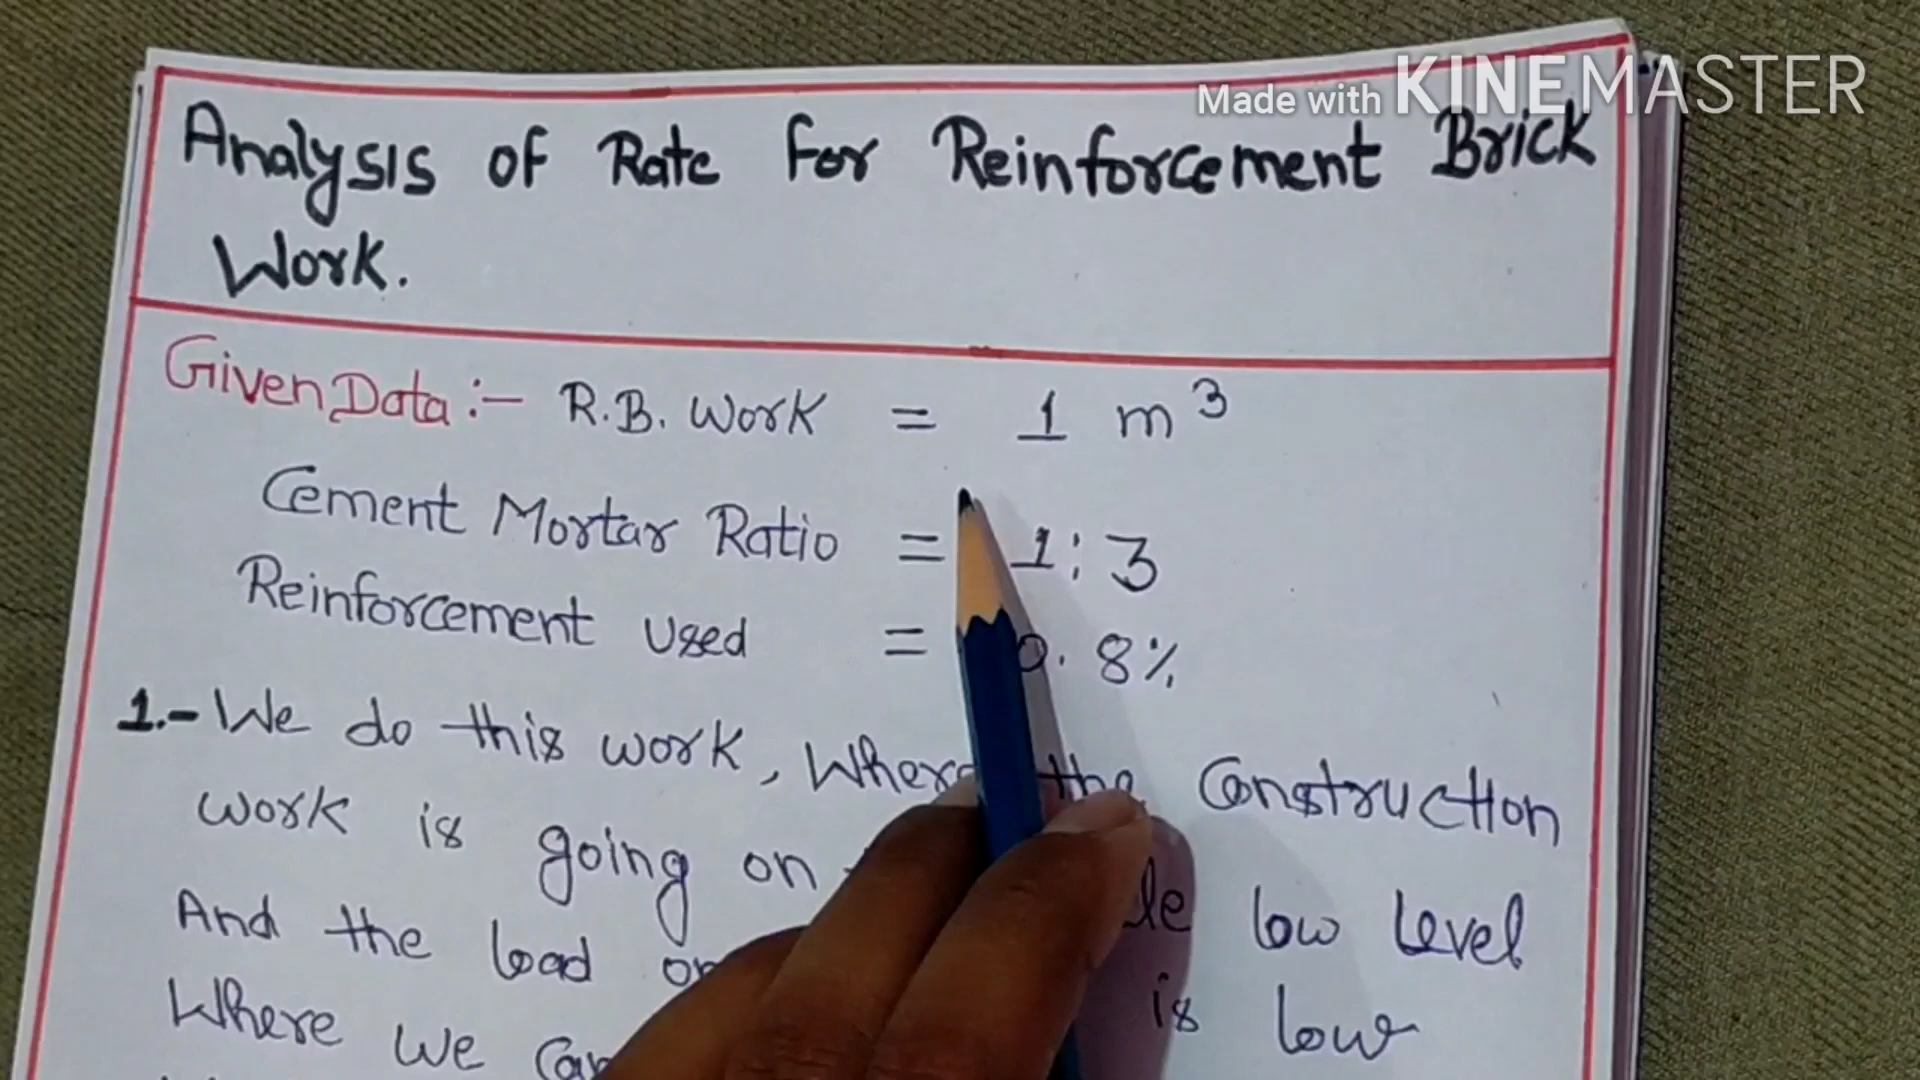 Made with KINEMASTER
Analysis of Rate For Reinforcement Brick
Work.
Given Data :- R.B. Work = 1 m³
Cement Mortar Ratio = 1:3
Reinforcement Used = 0.8%
1.- We do this work, Where the Construction
work is going on low Level
And the load is low
Where We